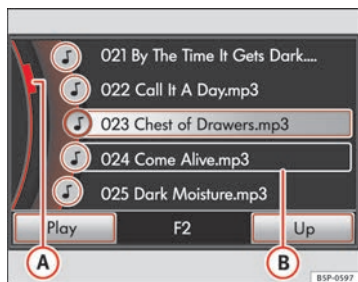 021 By The Time It Gets Dark....
022 Call It A Day.mp3
023 Chest of Drawers.mp3
024 Come Alive.mp3
025 Dark Moisture.mp3
Play F2 Up
A B
B5P-0597